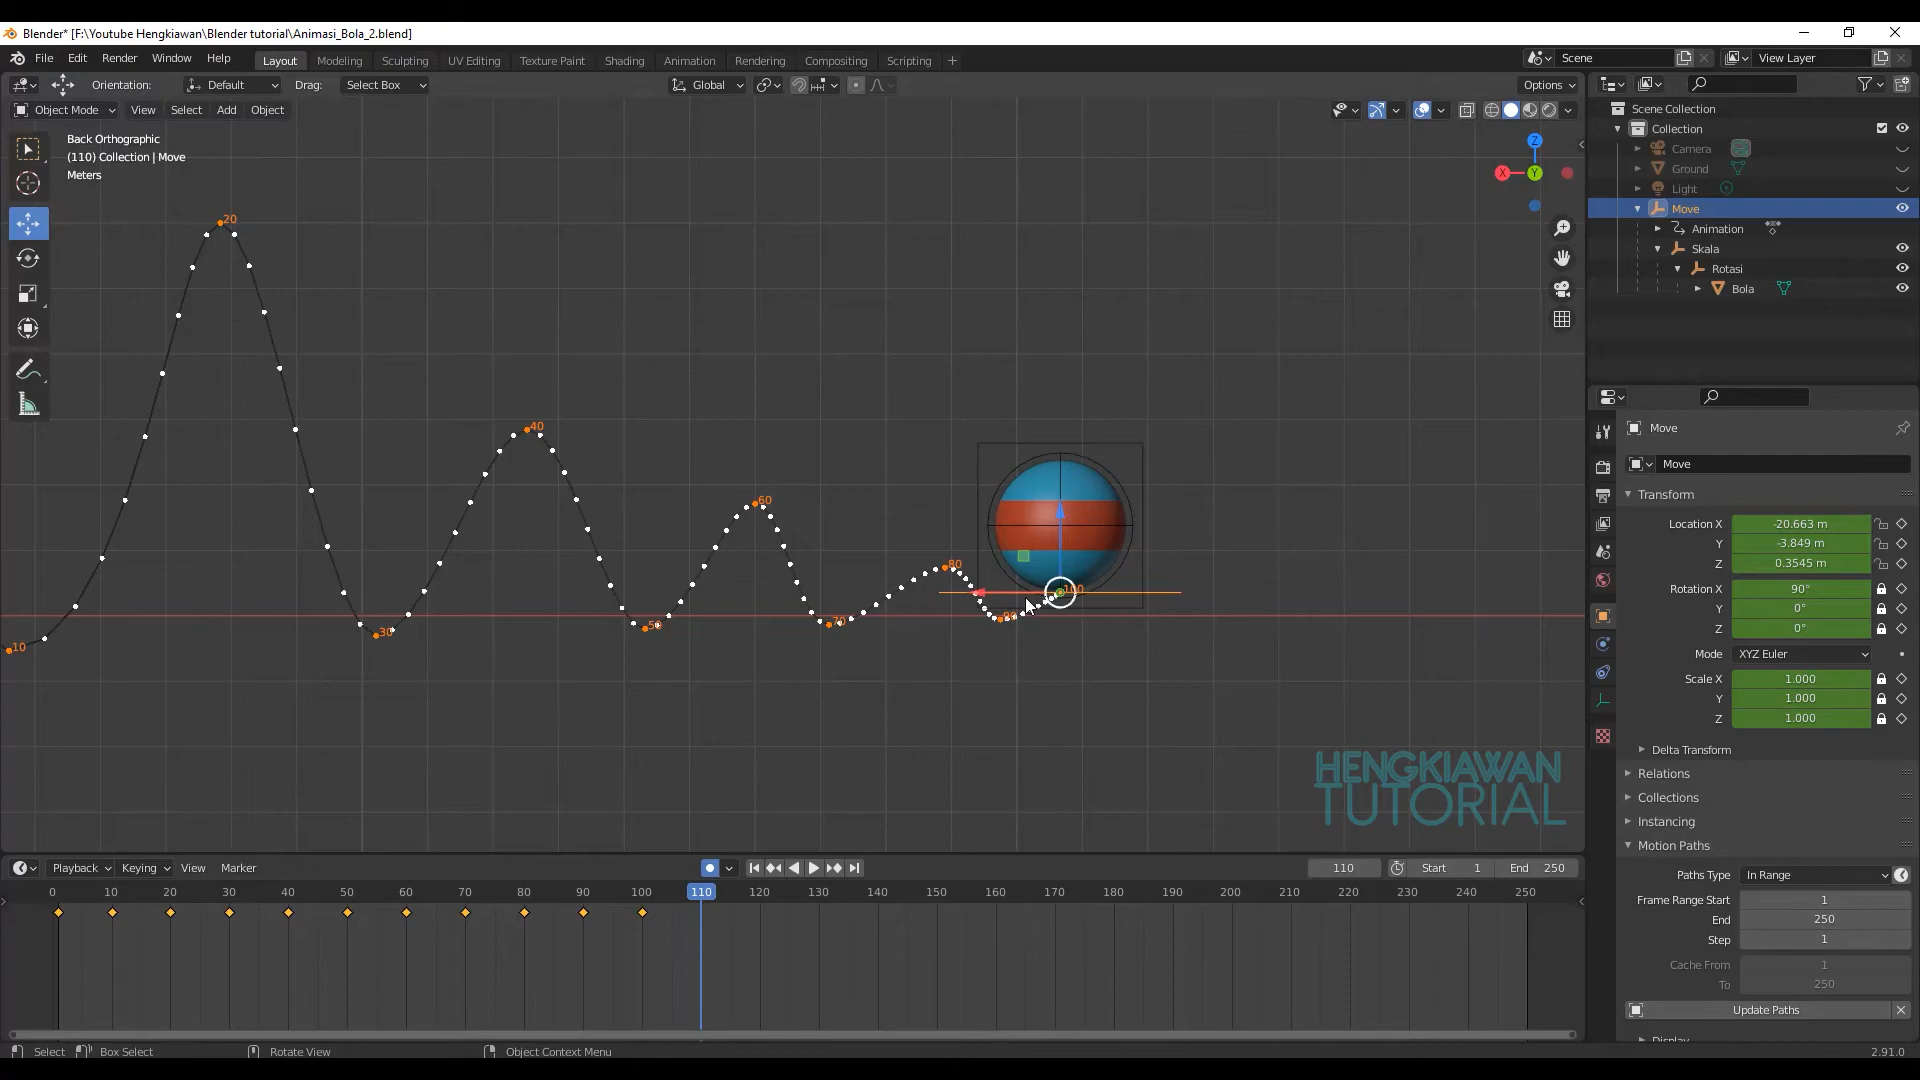 Blender* [F:\Youtube Hengkiawan\Blender tutorial\Animasi_Bola_2.blend]
File Edit Render Window Help
Layout Modeling Sculpting UV Editing Texture Paint Shading Animation Rendering Compositing Scripting +
Scene
View Layer
Orientation: Default Drag: Select Box
Global
Options
Object Mode View Select Add Object
Back Orthographic
(110) Collection | Move
Meters
Z
X
Y
20
40
60
80
100
90
70
50
30
10
HENGKIAWAN
TUTORIAL
Scene Collection
Collection
Camera
Ground
Light
Move
Animation
Skala
Rotasi
Bola
Move
Move
Transform
Location X -20.663 m
Y -3.849 m
Z 0.3545 m
Rotation X 90°
Y 0°
Z 0°
Mode XYZ Euler
Scale X 1.000
Y 1.000
Z 1.000
Delta Transform
Relations
Collections
Instancing
Motion Paths
Paths Type In Range
Frame Range Start 1
End 250
Step 1
Cache From 1
To 250
Update Paths
Display
Playback Keying View Marker
110 Start 1 End 250
0 10 20 30 40 50 60 70 80 90 100 110 120 130 140 150 160 170 180 190 200 210 220 230 240 250
Select Box Select Rotate View Object Context Menu
2.91.0